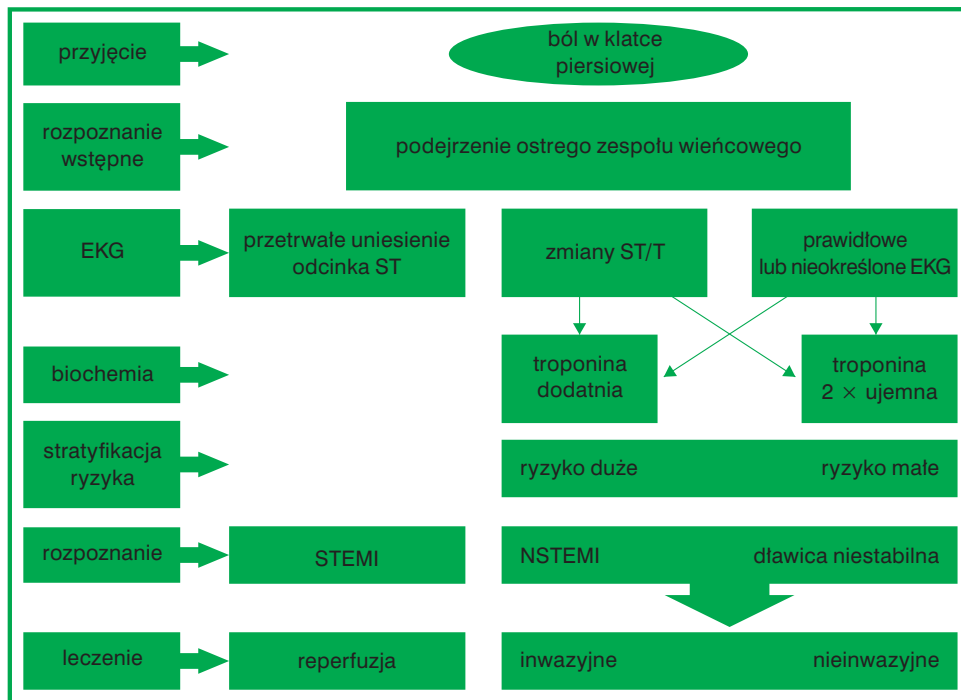 przyjęcie
ból w klatce
piersiowej
rozpoznanie
wstępne
podejrzenie ostrego zespołu wieńcowego
EKG
przetrwałe uniesienie
odcinka ST
zmiany ST/T
prawidłowe
lub nieokreślone EKG
biochemia
troponina
dodatnia
troponina
2 × ujemna
stratyfikacja
ryzyka
ryzyko duże
ryzyko małe
rozpoznanie
STEMI
NSTEMI
dławica niestabilna
leczenie
reperfuzja
inwazyjne
nieinwazyjne